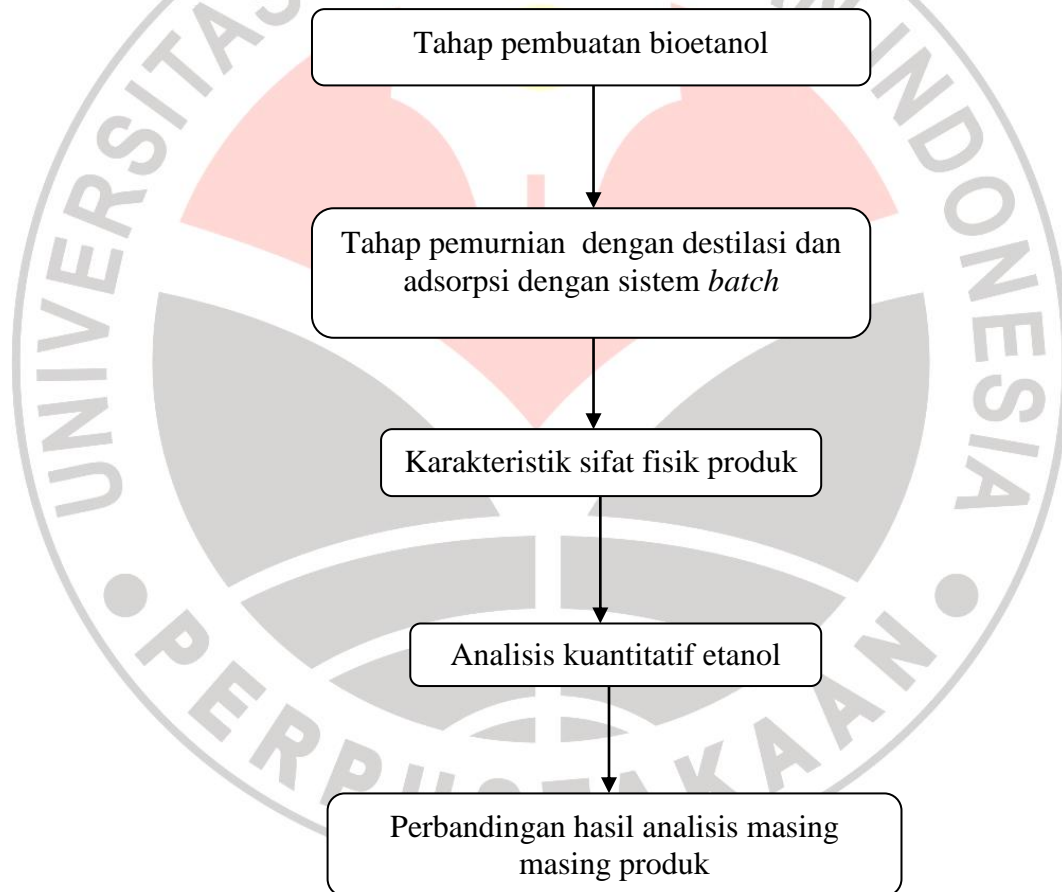 Tahap pembuatan bioetanol
Tahap pemurnian dengan destilasi dan
adsorpsi dengan sistem batch
Karakteristik sifat fisik produk
Analisis kuantitatif etanol
Perbandingan hasil analisis masing
masing produk
UNIVERSITAS
INDONESIA
PERPUSTAKAAN